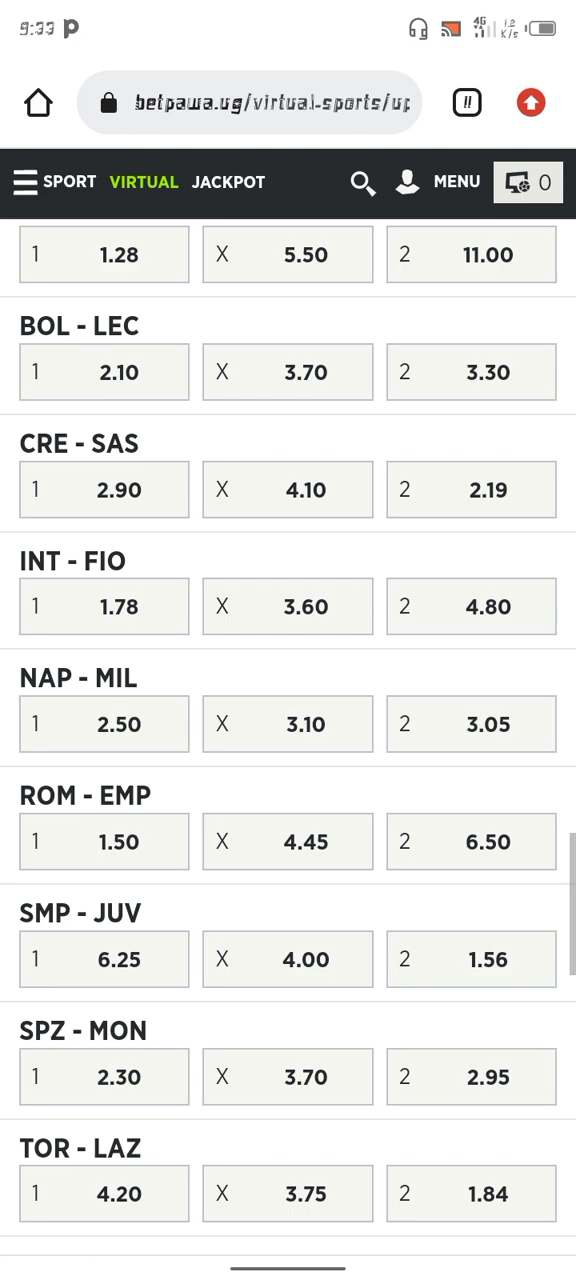 9:33 P 4G 1.2 K/s
betpawa.ug/virtual-sports/up
SPORT VIRTUAL JACKPOT MENU 0
1 1.28 X 5.50 2 11.00
BOL - LEC
1 2.10 X 3.70 2 3.30
CRE - SAS
1 2.90 X 4.10 2 2.19
INT - FIO
1 1.78 X 3.60 2 4.80
NAP - MIL
1 2.50 X 3.10 2 3.05
ROM - EMP
1 1.50 X 4.45 2 6.50
SMP - JUV
1 6.25 X 4.00 2 1.56
SPZ - MON
1 2.30 X 3.70 2 2.95
TOR - LAZ
1 4.20 X 3.75 2 1.84